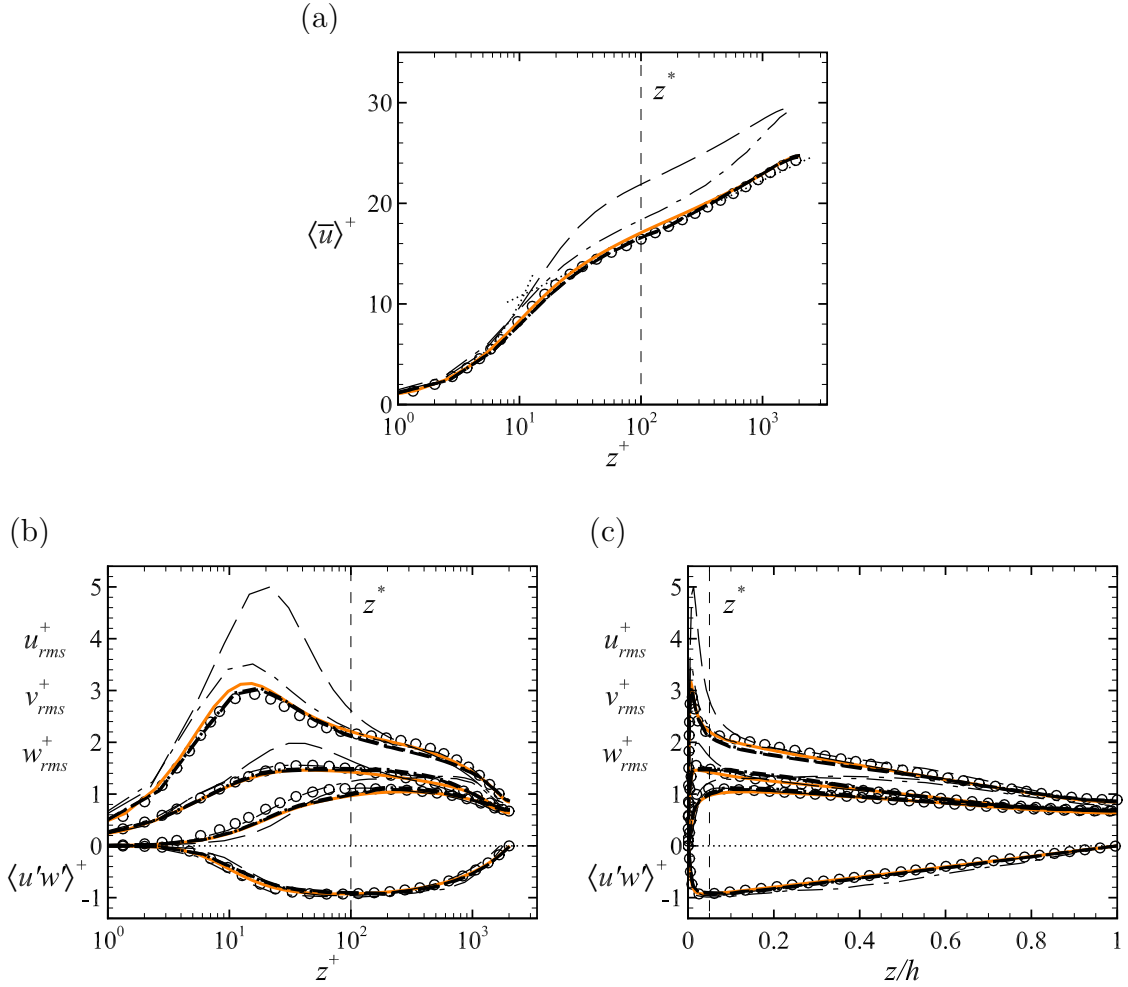 (a)
z*
30
20
10
0
⟨u̅⟩⁺
10⁰ 10¹ 10² 10³
z⁺
(b)
z*
5
4
3
2
1
0
-1
u⁺rms
v⁺rms
w⁺rms
⟨u'w'⟩⁺
10⁰ 10¹ 10² 10³
z⁺
(c)
z*
5
4
3
2
1
0
-1
u⁺rms
v⁺rms
w⁺rms
⟨u'w'⟩⁺
0 0.2 0.4 0.6 0.8 1
z/h